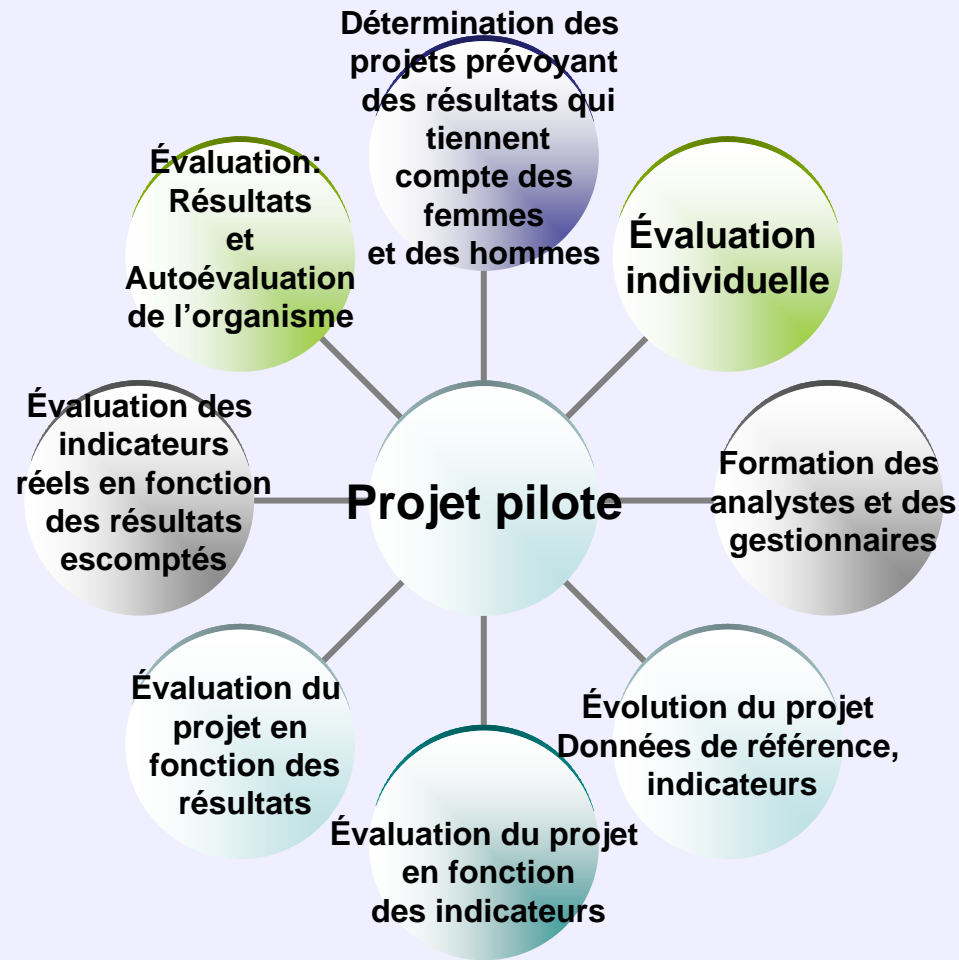 Détermination des
projets prévoyant
des résultats qui
tiennent
compte des
femmes
et des hommes
Évaluation
individuelle
Formation des
analystes et des
gestionnaires
Évolution du projet
Données de référence,
indicateurs
Évaluation du projet
en fonction
des indicateurs
Évaluation du
projet en
fonction des
résultats
Évaluation des
indicateurs
réels en fonction
des résultats
escomptés
Évaluation:
Résultats
et
Autoévaluation
de l’organisme
Projet pilote